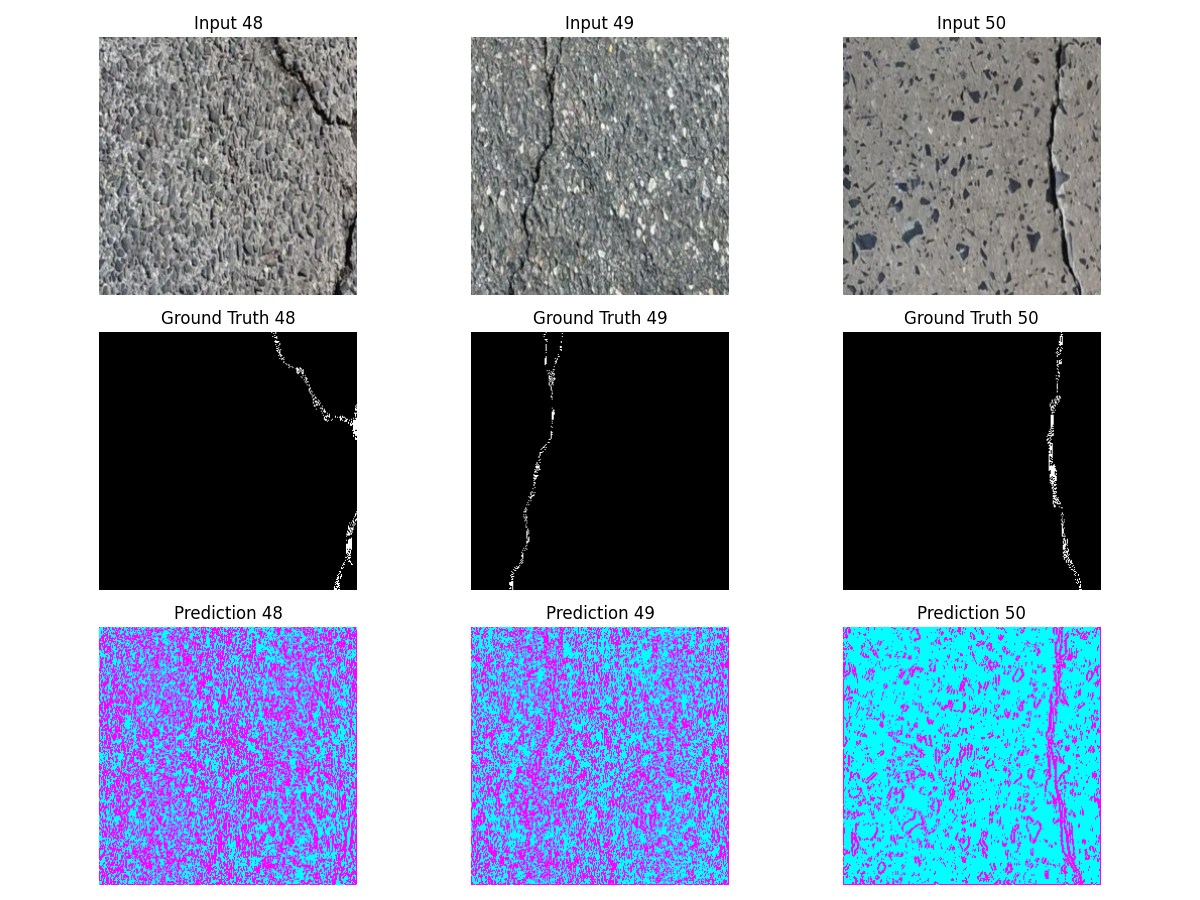 Input 48
Input 49
Input 50
Ground Truth 48
Ground Truth 49
Ground Truth 50
Prediction 48
Prediction 49
Prediction 50